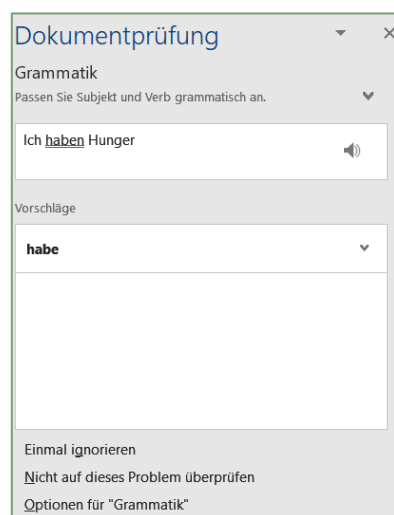 Dokumentprüfung
Grammatik
Passen Sie Subjekt und Verb grammatisch an.
Ich haben Hunger
Vorschläge
habe
Einmal ignorieren
Nicht auf dieses Problem überprüfen
Optionen für "Grammatik"